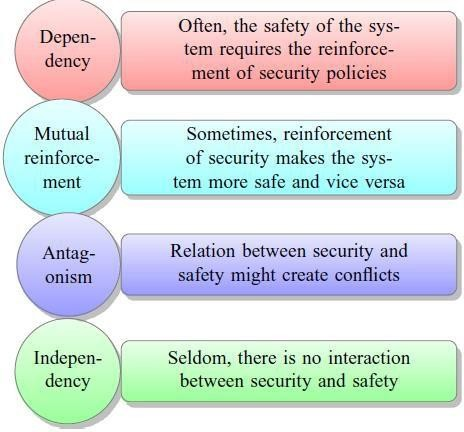 Depen-
dency
Often, the safety of the sys-
tem requires the reinforce-
ment of security policies
Mutual
reinforce-
ment
Sometimes, reinforcement
of security makes the sys-
tem more safe and vice versa
Antag-
onism
Relation between security and
safety might create conflicts
Indepen-
dency
Seldom, there is no interaction
between security and safety